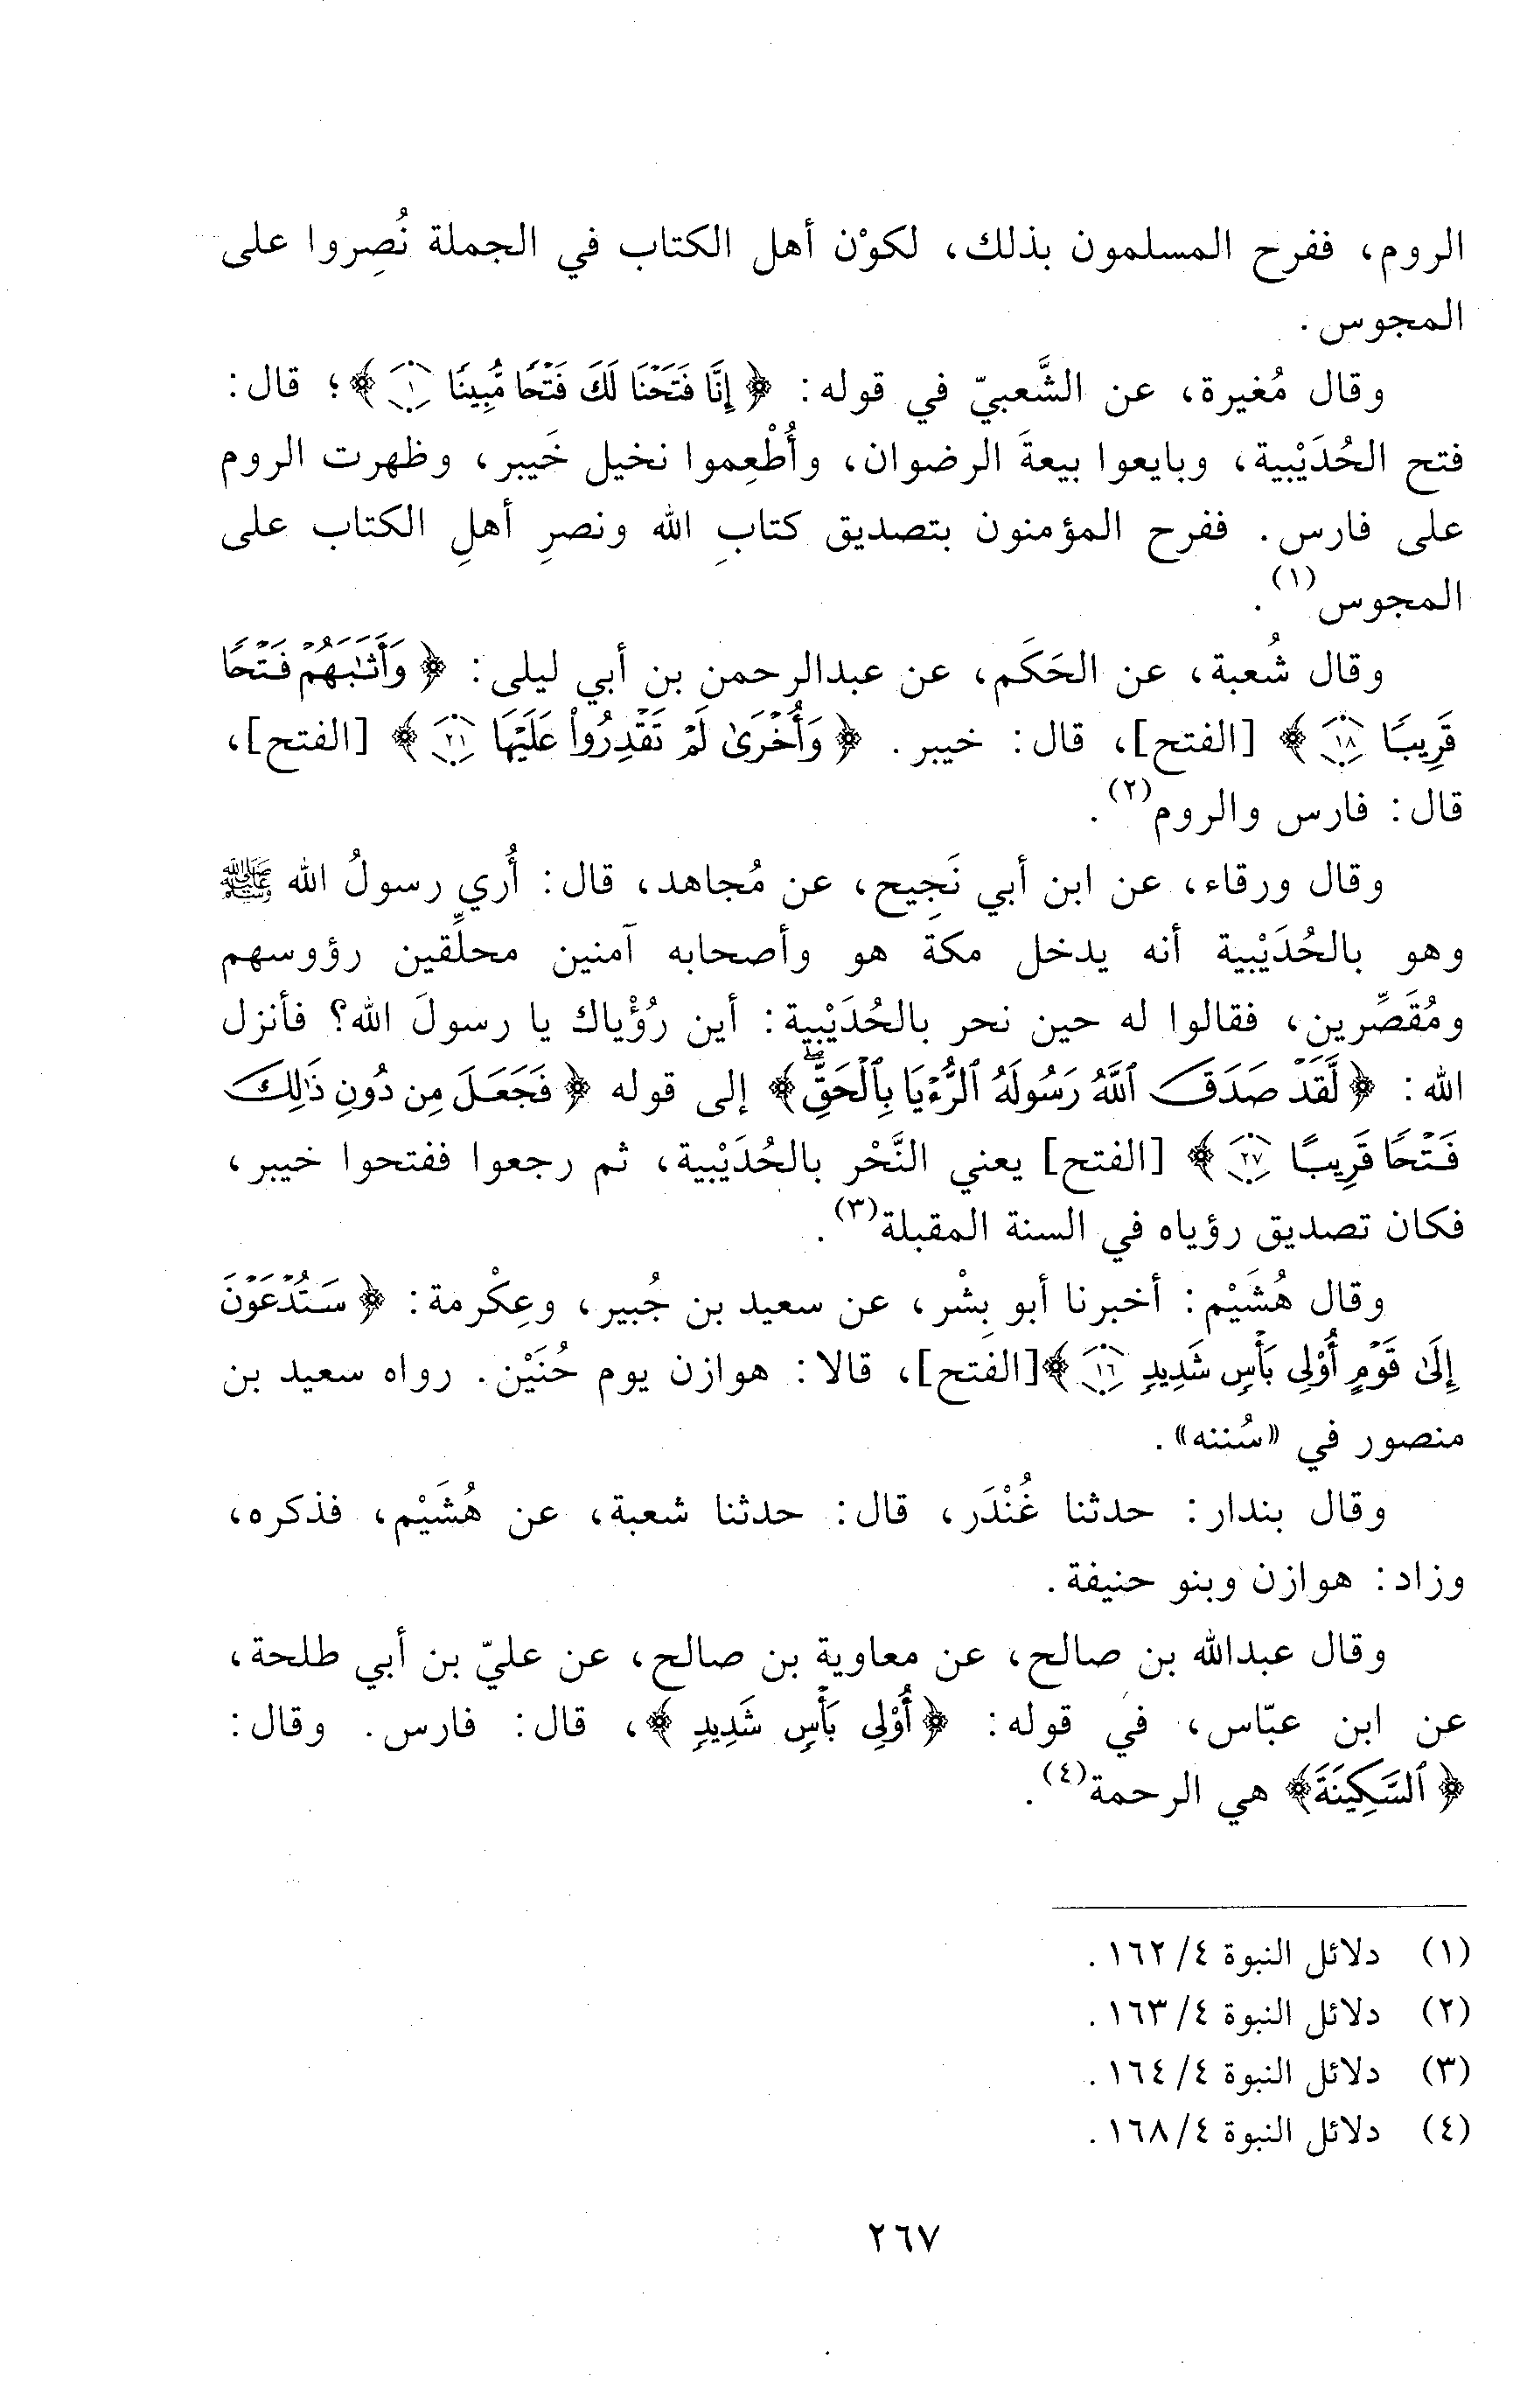 الروم، ففرح المسلمون بذلك، لكوْن أهل الكتاب في الجملة نُصِروا على
المجوس.
وقال مُغيرة، عن الشَّعبيّ في قوله: ﴿إِنَّا فَتَحْنَا لَكَ فَتْحًا مُّبِينًا ۝١﴾؛ قال:
فتح الحُدَيْبية، وبايعوا بيعةَ الرضوان، وأُطْعِموا نخيل خَيبر، وظهرت الروم
على فارس. ففرح المؤمنون بتصديق كتابِ الله ونصرِ أهلِ الكتاب على
المجوس(١).
وقال شُعبة، عن الحَكَم، عن عبدالرحمن بن أبي ليلى: ﴿وَأَثَٰبَهُمْ فَتْحًا
قَرِيبًا ۝١٨﴾ [الفتح]، قال: خيبر. ﴿وَأُخْرَىٰ لَمْ تَقْدِرُوا۟ عَلَيْهَا ۝٢١﴾ [الفتح]،
قال: فارس والروم(٢).
وقال ورقاء، عن ابن أبي نَجِيح، عن مُجاهد، قال: أُري رسولُ الله ﷺ
وهو بالحُدَيْبية أنه يدخل مكة هو وأصحابه آمنين محلِّقين رؤوسهم
ومُقَصِّرين، فقالوا له حين نحر بالحُدَيْبية: أين رُؤْياك يا رسولَ الله؟ فأنزل
الله: ﴿لَّقَدْ صَدَقَ ٱللَّهُ رَسُولَهُ ٱلرُّءْيَا بِٱلْحَقِّۖ﴾ إلى قوله ﴿فَجَعَلَ مِن دُونِ ذَٰلِكَ
فَتْحًا قَرِيبًا ۝٢٧﴾ [الفتح] يعني النَّحْر بالحُدَيْبية، ثم رجعوا ففتحوا خيبر،
فكان تصديق رؤياه في السنة المقبلة(٣).
وقال هُشَيْم: أخبرنا أبو بِشْر، عن سعيد بن جُبير، وعِكْرمة: ﴿سَتُدْعَوْنَ
إِلَىٰ قَوْمٍ أُو۟لِى بَأْسٍ شَدِيدٍ ۝١٦﴾[الفتح]، قالا: هوازن يوم حُنَيْن. رواه سعيد بن
منصور في «سُننه».
وقال بندار: حدثنا غُنْدَر، قال: حدثنا شعبة، عن هُشَيْم، فذكره،
وزاد: هوازن وبنو حنيفة.
وقال عبدالله بن صالح، عن معاوية بن صالح، عن عليّ بن أبي طلحة،
عن ابن عبّاس، في قوله: ﴿أُو۟لِى بَأْسٍ شَدِيدٍ﴾، قال: فارس. وقال:
﴿ٱلسَّكِينَةَ﴾ هي الرحمة(٤).
(١) دلائل النبوة ٤/ ١٦٢.
(٢) دلائل النبوة ٤/ ١٦٣.
(٣) دلائل النبوة ٤/ ١٦٤.
(٤) دلائل النبوة ٤/ ١٦٨.
٢٦٧